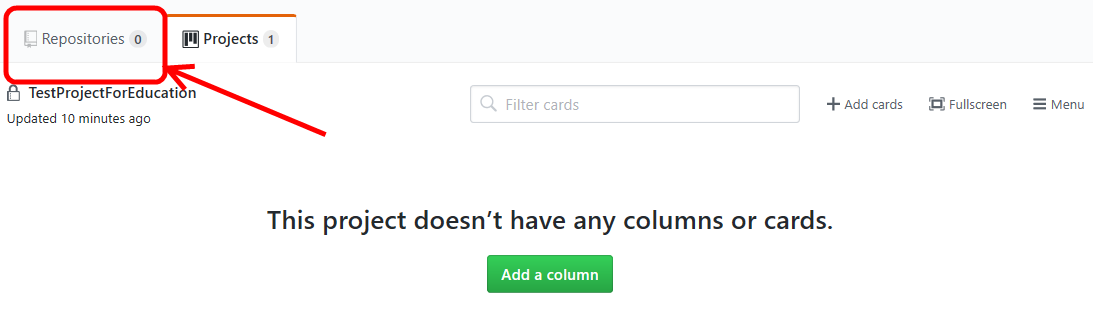 Repositories 0 Projects 1
TestProjectForEducation
Updated 10 minutes ago
Filter cards
Add cards Fullscreen Menu
This project doesn’t have any columns or cards.
Add a column